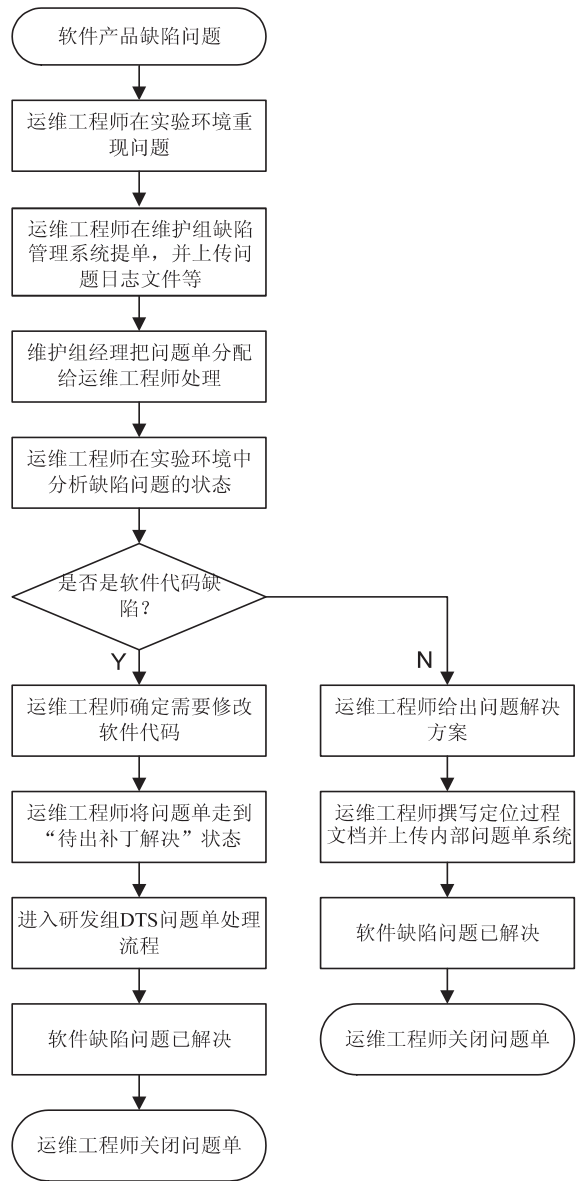 软件产品缺陷问题
运维工程师在实验环境重
现问题
运维工程师在维护组缺陷
管理系统提单，并上传问
题日志文件等
维护组经理把问题单分配
给运维工程师处理
运维工程师在实验环境中
分析缺陷问题的状态
是否是软件代码缺
陷？
Y
N
运维工程师确定需要修改
软件代码
运维工程师将问题单走到
“待出补丁解决”状态
进入研发组DTS问题单处理
流程
软件缺陷问题已解决
运维工程师关闭问题单
运维工程师给出问题解决
方案
运维工程师撰写定位过程
文档并上传内部问题单系统
软件缺陷问题已解决
运维工程师关闭问题单